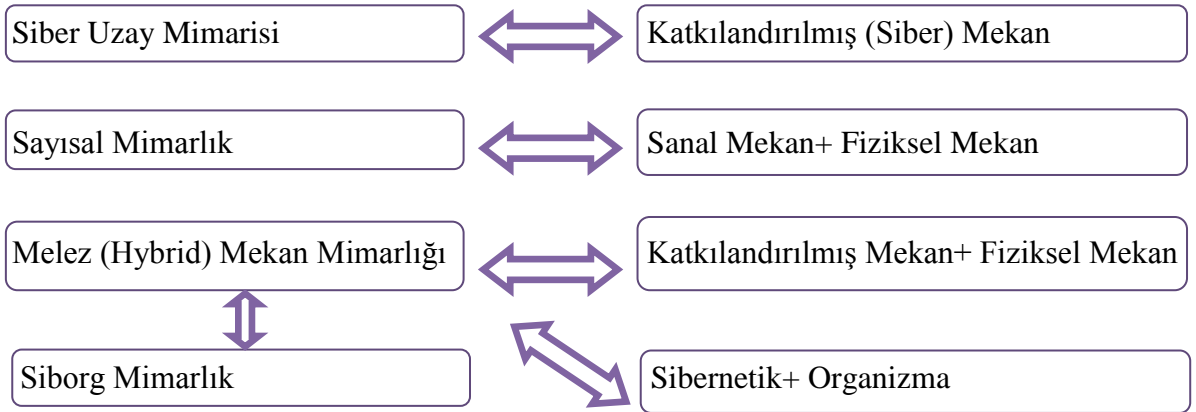 Siber Uzay Mimarisi
Katkılandırılmış (Siber) Mekan
Sayısal Mimarlık
Sanal Mekan+ Fiziksel Mekan
Melez (Hybrid) Mekan Mimarlığı
Katkılandırılmış Mekan+ Fiziksel Mekan
Siborg Mimarlık
Sibernetik+ Organizma